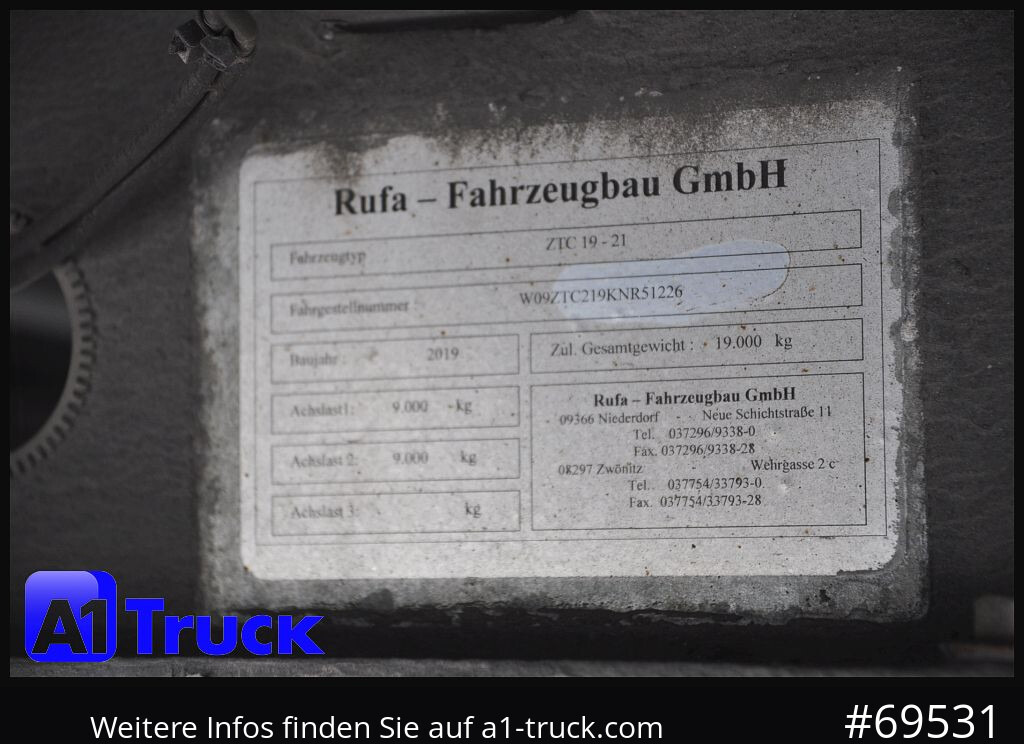 Rufa – Fahrzeugbau GmbH
Fahrzeugtyp ZTC 19 - 21
Fahrgestellnummer W09ZTC219KNR51226
Baujahr : 2019
Zul. Gesamtgewicht : 19.000 kg
Achslast1: 9.000 kg
Achslast 2: 9.000 kg
Achslast 3: kg
Rufa – Fahrzeugbau GmbH
09366 Niederdorf - Neue Schichtstraße 11
Tel. 037296/9338-0
Fax. 037296/9338-28
08297 Zwönitz Wehrgasse 2 c
Tel. 037754/33793-0
Fax. 037754/33793-28
A1 Truck
Weitere Infos finden Sie auf a1-truck.com
#69531